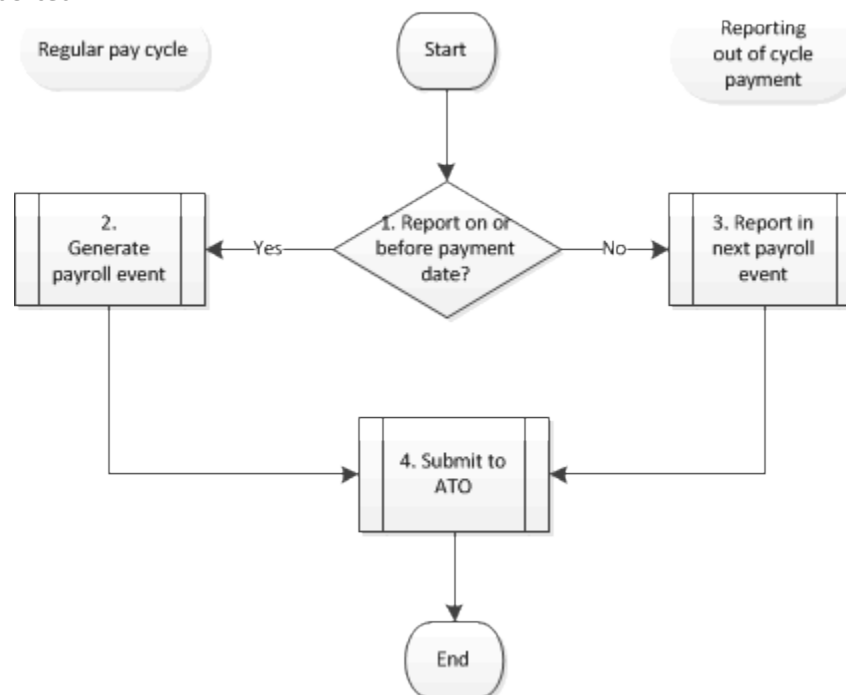 Regular pay cycle
Start
Reporting
out of cycle
payment
2.
Generate
payroll event
Yes
1. Report on or
before payment
date?
No
3. Report in
next payroll
event
4. Submit to
ATO
End